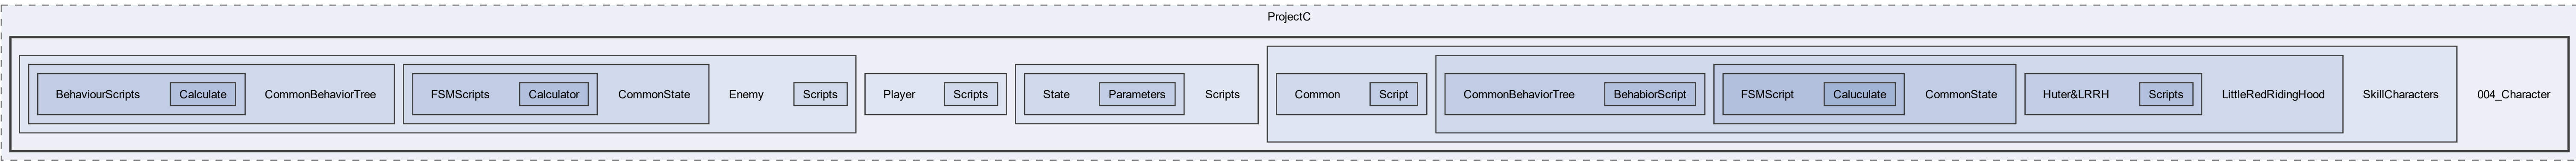 ProjectC
BehaviourScripts
Calculate
CommonBehaviorTree
FSMScripts
Calculator
CommonState
Enemy
Scripts
Player
Scripts
State
Parameters
Scripts
Common
Script
CommonBehaviorTree
BehabiorScript
FSMScript
Caluculate
CommonState
Huter&LRRH
Scripts
LittleRedRidingHood
SkillCharacters
004_Character